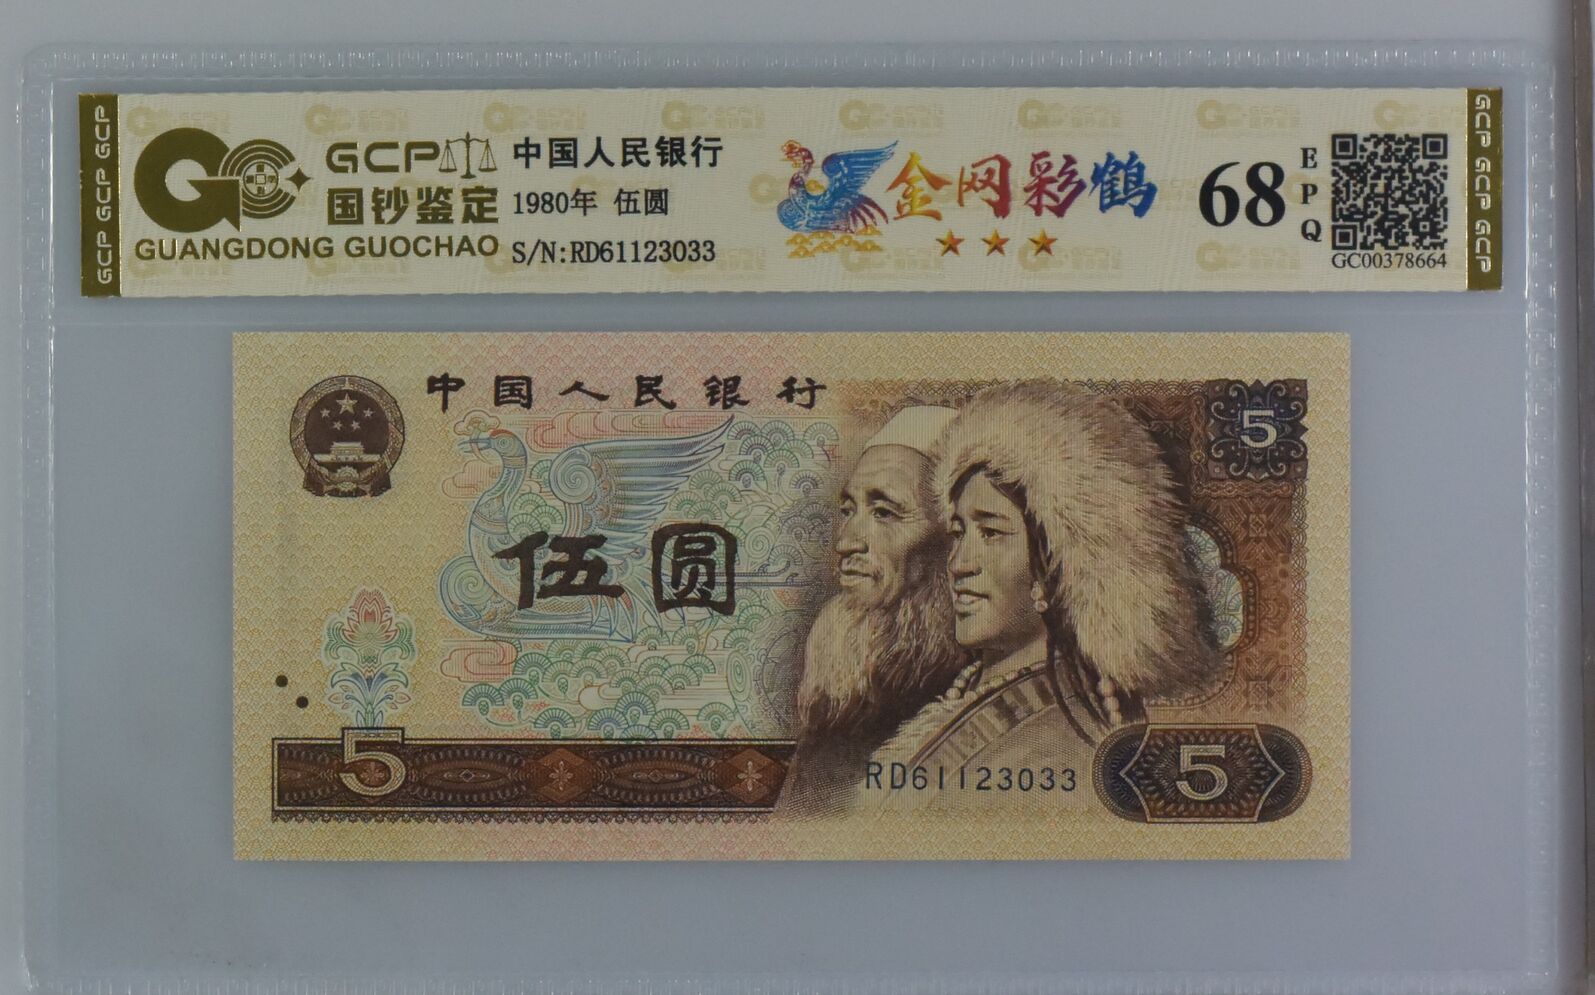 GCP GCP GCP
GCP
国钞鉴定
GUANGDONG GUOCHAO
中国人民银行
1980年 伍圆
S/N:RD61123033
金网彩鹤
68
EPQ
GC00378664
GCP GCP GCP
中国人民银行
5
伍圆
5
RD61123033
5